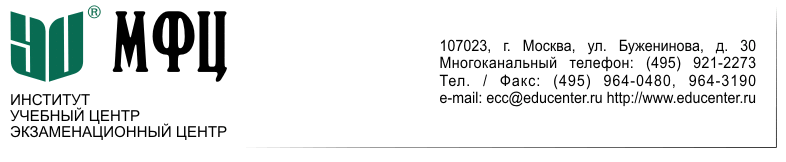 УЦ® МФЦ
ИНСТИТУТ
УЧЕБНЫЙ ЦЕНТР
ЭКЗАМЕНАЦИОННЫЙ ЦЕНТР
107023, г. Москва, ул. Буженинова, д. 30
Многоканальный телефон: (495) 921-2273
Тел. / Факс: (495) 964-0480, 964-3190
e-mail: ecc@educenter.ru http://www.educenter.ru